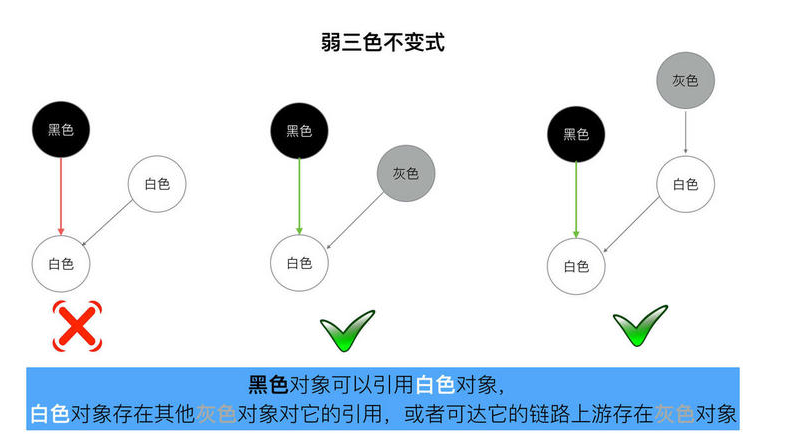 弱三色不变式
灰色
黑色
黑色
黑色
灰色
白色
白色
白色
白色
白色
黑色对象可以引用白色对象，
白色对象存在其他灰色对象对它的引用，或者可达它的链路上游存在灰色对象